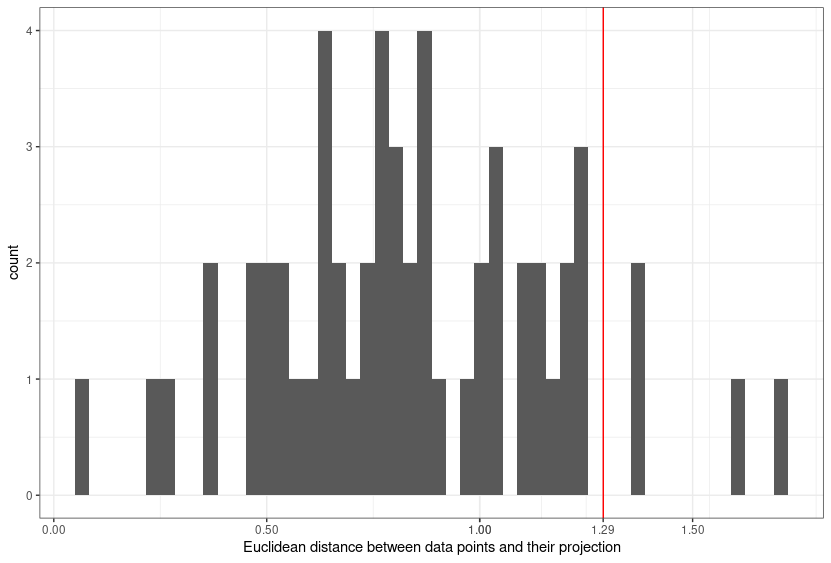 4
3
2
1
0
count
0.00 0.50 1.00 1.29 1.50
Euclidean distance between data points and their projection